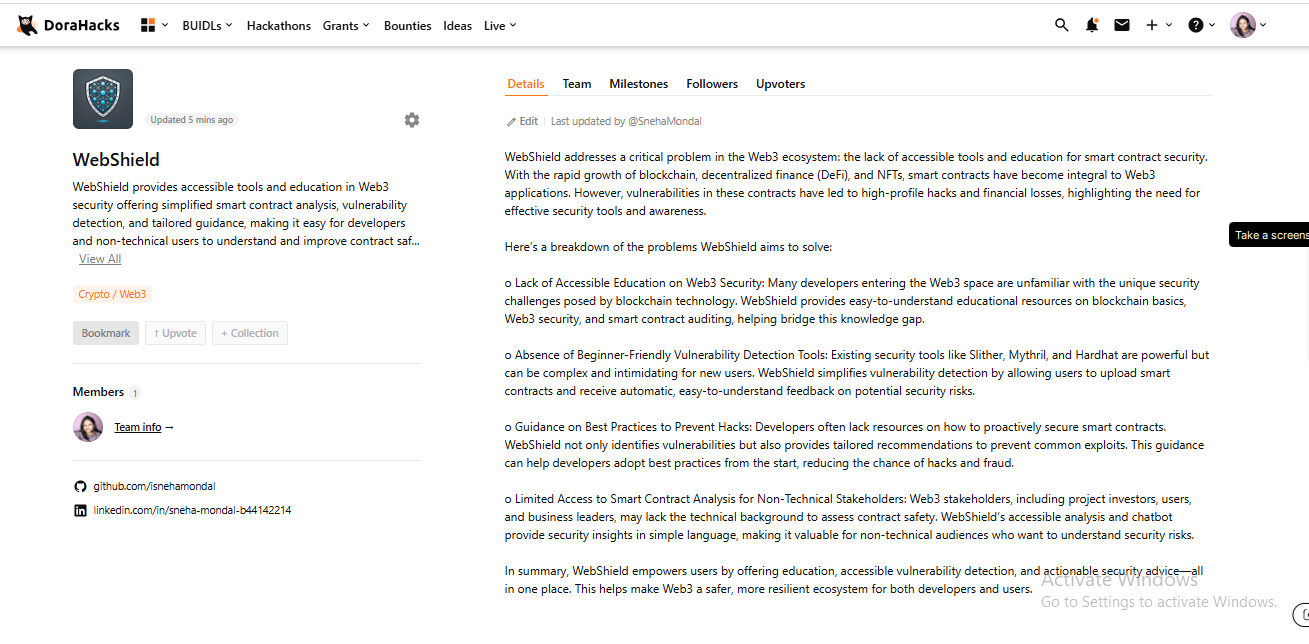 DoraHacks
BUIDLs
Hackathons
Grants
Bounties
Ideas
Live
Updated 5 mins ago
WebShield
WebShield provides accessible tools and education in Web3
security offering simplified smart contract analysis, vulnerability
detection, and tailored guidance, making it easy for developers
and non-technical users to understand and improve contract saf...
View All
Crypto / Web3
Bookmark
↑ Upvote
+ Collection
Members 1
Team info →
github.com/isnehamondal
linkedin.com/in/sneha-mondal-b44142214
Details
Team
Milestones
Followers
Upvoters
Edit
Last updated by @SnehaMondal
WebShield addresses a critical problem in the Web3 ecosystem: the lack of accessible tools and education for smart contract security.
With the rapid growth of blockchain, decentralized finance (DeFi), and NFTs, smart contracts have become integral to Web3
applications. However, vulnerabilities in these contracts have led to high-profile hacks and financial losses, highlighting the need for
effective security tools and awareness.
Here's a breakdown of the problems WebShield aims to solve:
o Lack of Accessible Education on Web3 Security: Many developers entering the Web3 space are unfamiliar with the unique security
challenges posed by blockchain technology. WebShield provides easy-to-understand educational resources on blockchain basics,
Web3 security, and smart contract auditing, helping bridge this knowledge gap.
o Absence of Beginner-Friendly Vulnerability Detection Tools: Existing security tools like Slither, Mythril, and Hardhat are powerful but
can be complex and intimidating for new users. WebShield simplifies vulnerability detection by allowing users to upload smart
contracts and receive automatic, easy-to-understand feedback on potential security risks.
o Guidance on Best Practices to Prevent Hacks: Developers often lack resources on how to proactively secure smart contracts.
WebShield not only identifies vulnerabilities but also provides tailored recommendations to prevent common exploits. This guidance
can help developers adopt best practices from the start, reducing the chance of hacks and fraud.
o Limited Access to Smart Contract Analysis for Non-Technical Stakeholders: Web3 stakeholders, including project investors, users,
and business leaders, may lack the technical background to assess contract safety. WebShield's accessible analysis and chatbot
provide security insights in simple language, making it valuable for non-technical audiences who want to understand security risks.
In summary, WebShield empowers users by offering education, accessible vulnerability detection, and actionable security advice—all
in one place. This helps make Web3 a safer, more resilient ecosystem for both developers and users.
Take a screens
Activate Windows
Go to Settings to activate Windows.